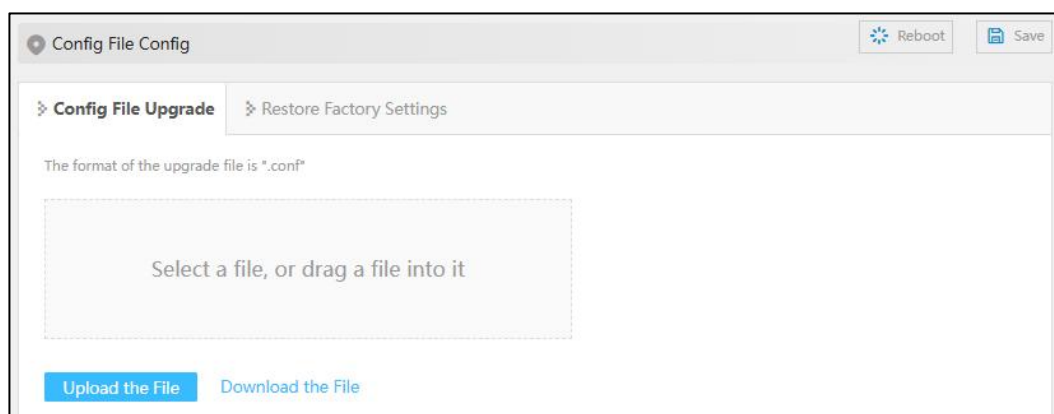 Config File Config
Reboot
Save
Config File Upgrade
Restore Factory Settings
The format of the upgrade file is ".conf"
Select a file, or drag a file into it
Upload the File
Download the File